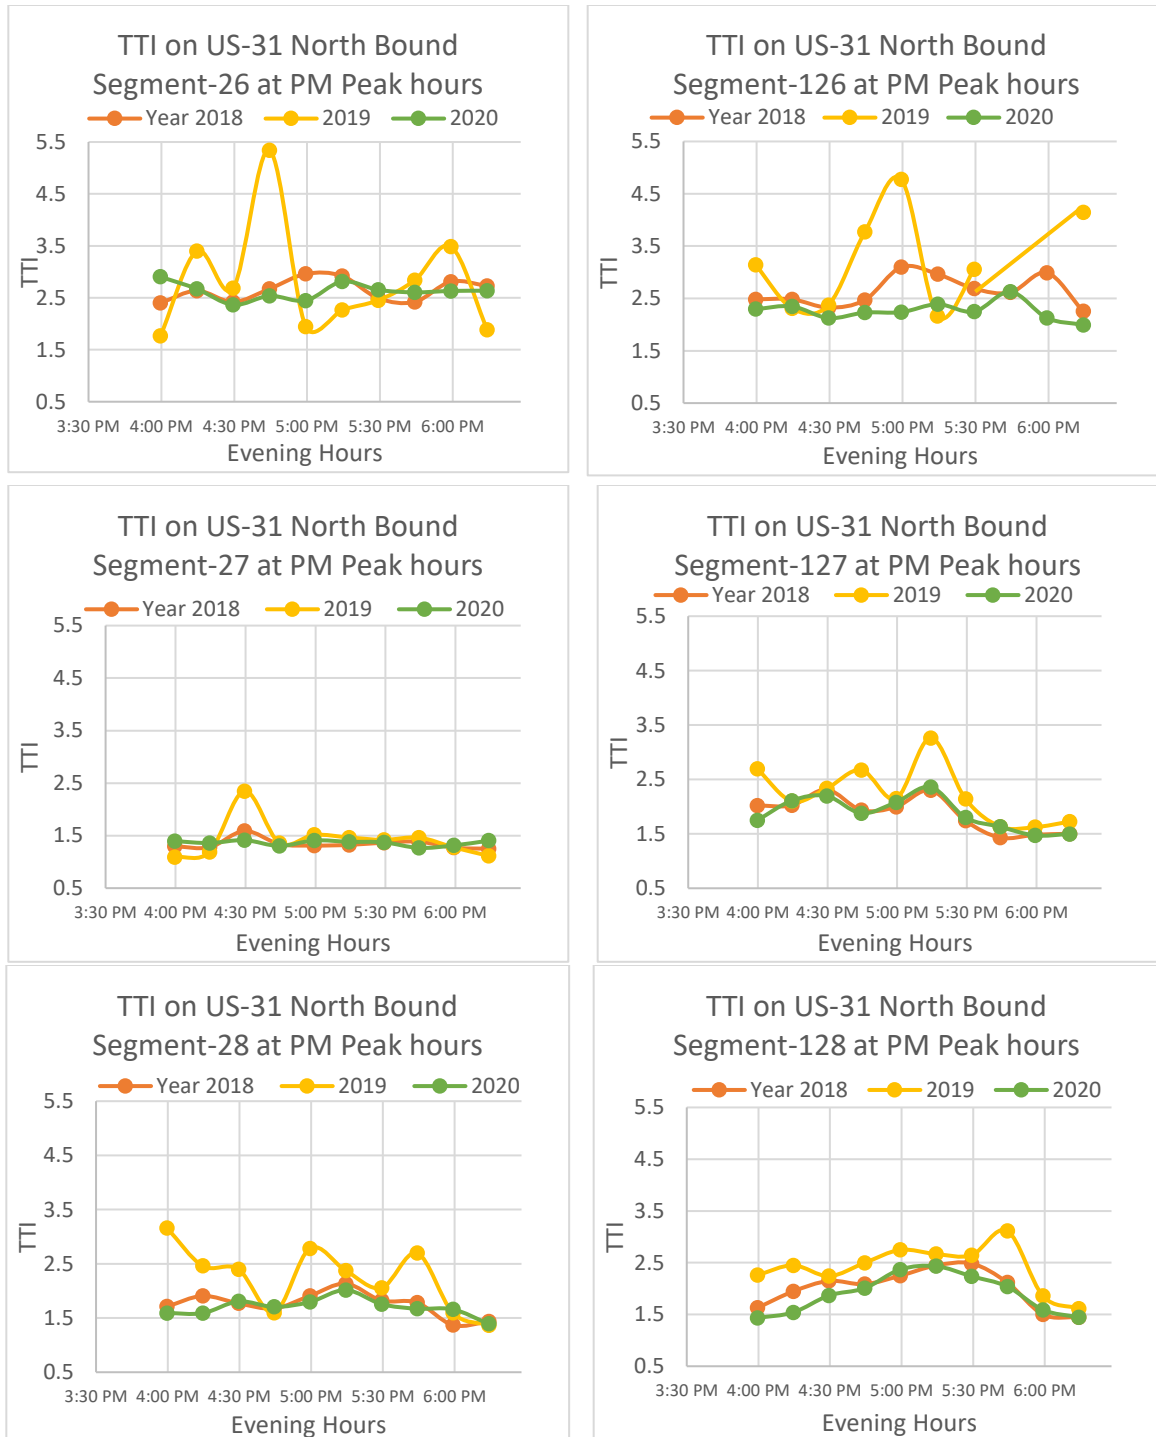 TTI on US-31 North Bound
Segment-26 at PM Peak hours
Year 2018 2019 2020
5.5
4.5
3.5
2.5
1.5
0.5
TTI
3:30 PM 4:00 PM 4:30 PM 5:00 PM 5:30 PM 6:00 PM
Evening Hours
TTI on US-31 North Bound
Segment-126 at PM Peak hours
Year 2018 2019 2020
5.5
4.5
3.5
2.5
1.5
0.5
TTI
3:30 PM 4:00 PM 4:30 PM 5:00 PM 5:30 PM 6:00 PM
Evening Hours
TTI on US-31 North Bound
Segment-27 at PM Peak hours
Year 2018 2019 2020
5.5
4.5
3.5
2.5
1.5
0.5
TTI
3:30 PM 4:00 PM 4:30 PM 5:00 PM 5:30 PM 6:00 PM
Evening Hours
TTI on US-31 North Bound
Segment-127 at PM Peak hours
Year 2018 2019 2020
5.5
4.5
3.5
2.5
1.5
0.5
TTI
3:30 PM 4:00 PM 4:30 PM 5:00 PM 5:30 PM 6:00 PM
Evening Hours
TTI on US-31 North Bound
Segment-28 at PM Peak hours
Year 2018 2019 2020
5.5
4.5
3.5
2.5
1.5
0.5
TTI
3:30 PM 4:00 PM 4:30 PM 5:00 PM 5:30 PM 6:00 PM
Evening Hours
TTI on US-31 North Bound
Segment-128 at PM Peak hours
Year 2018 2019 2020
5.5
4.5
3.5
2.5
1.5
0.5
TTI
3:30 PM 4:00 PM 4:30 PM 5:00 PM 5:30 PM 6:00 PM
Evening Hours